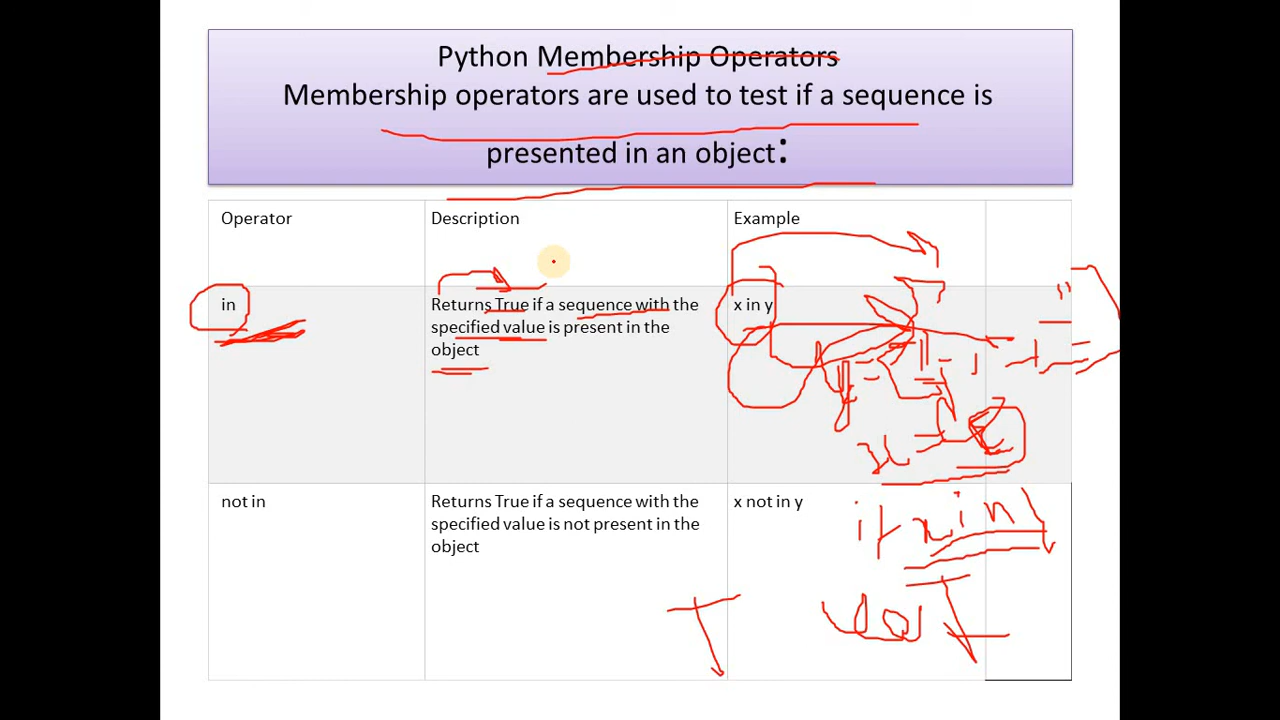 Python Membership Operators
Membership operators are used to test if a sequence is
presented in an object:
Operator
Description
Example
in
Returns True if a sequence with the
specified value is present in the
object
x in y
not in
Returns True if a sequence with the
specified value is not present in the
object
x not in y
T